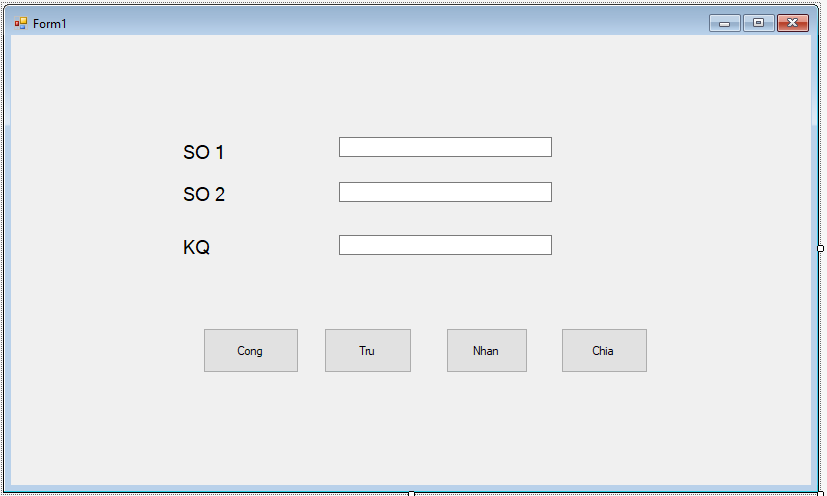 Form1
SO 1
SO 2
KQ
Cong Tru Nhan Chia